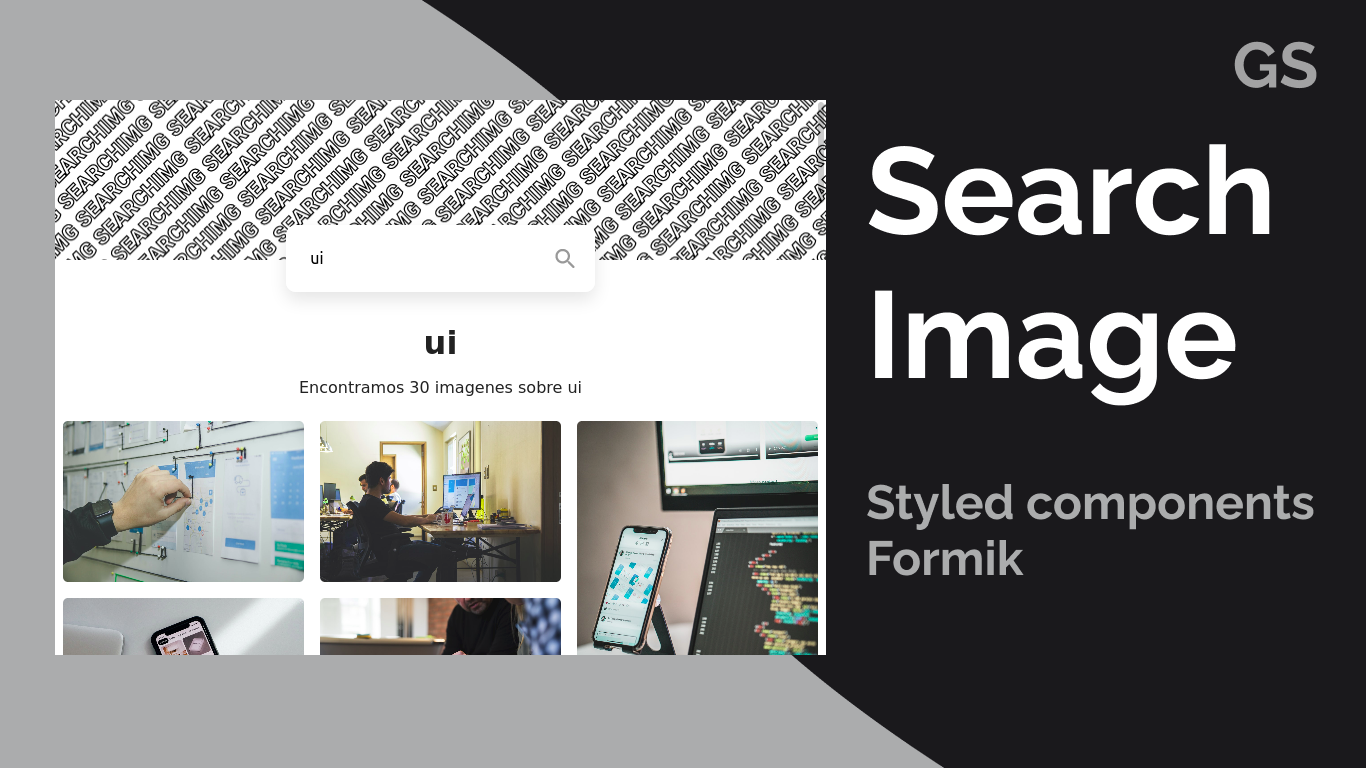 GS
Search
Image
Styled components
Formik
SEARCHIMG SEARCHIMG SEARCHIMG SEARCHIMG
ui
ui
Encontramos 30 imagenes sobre ui